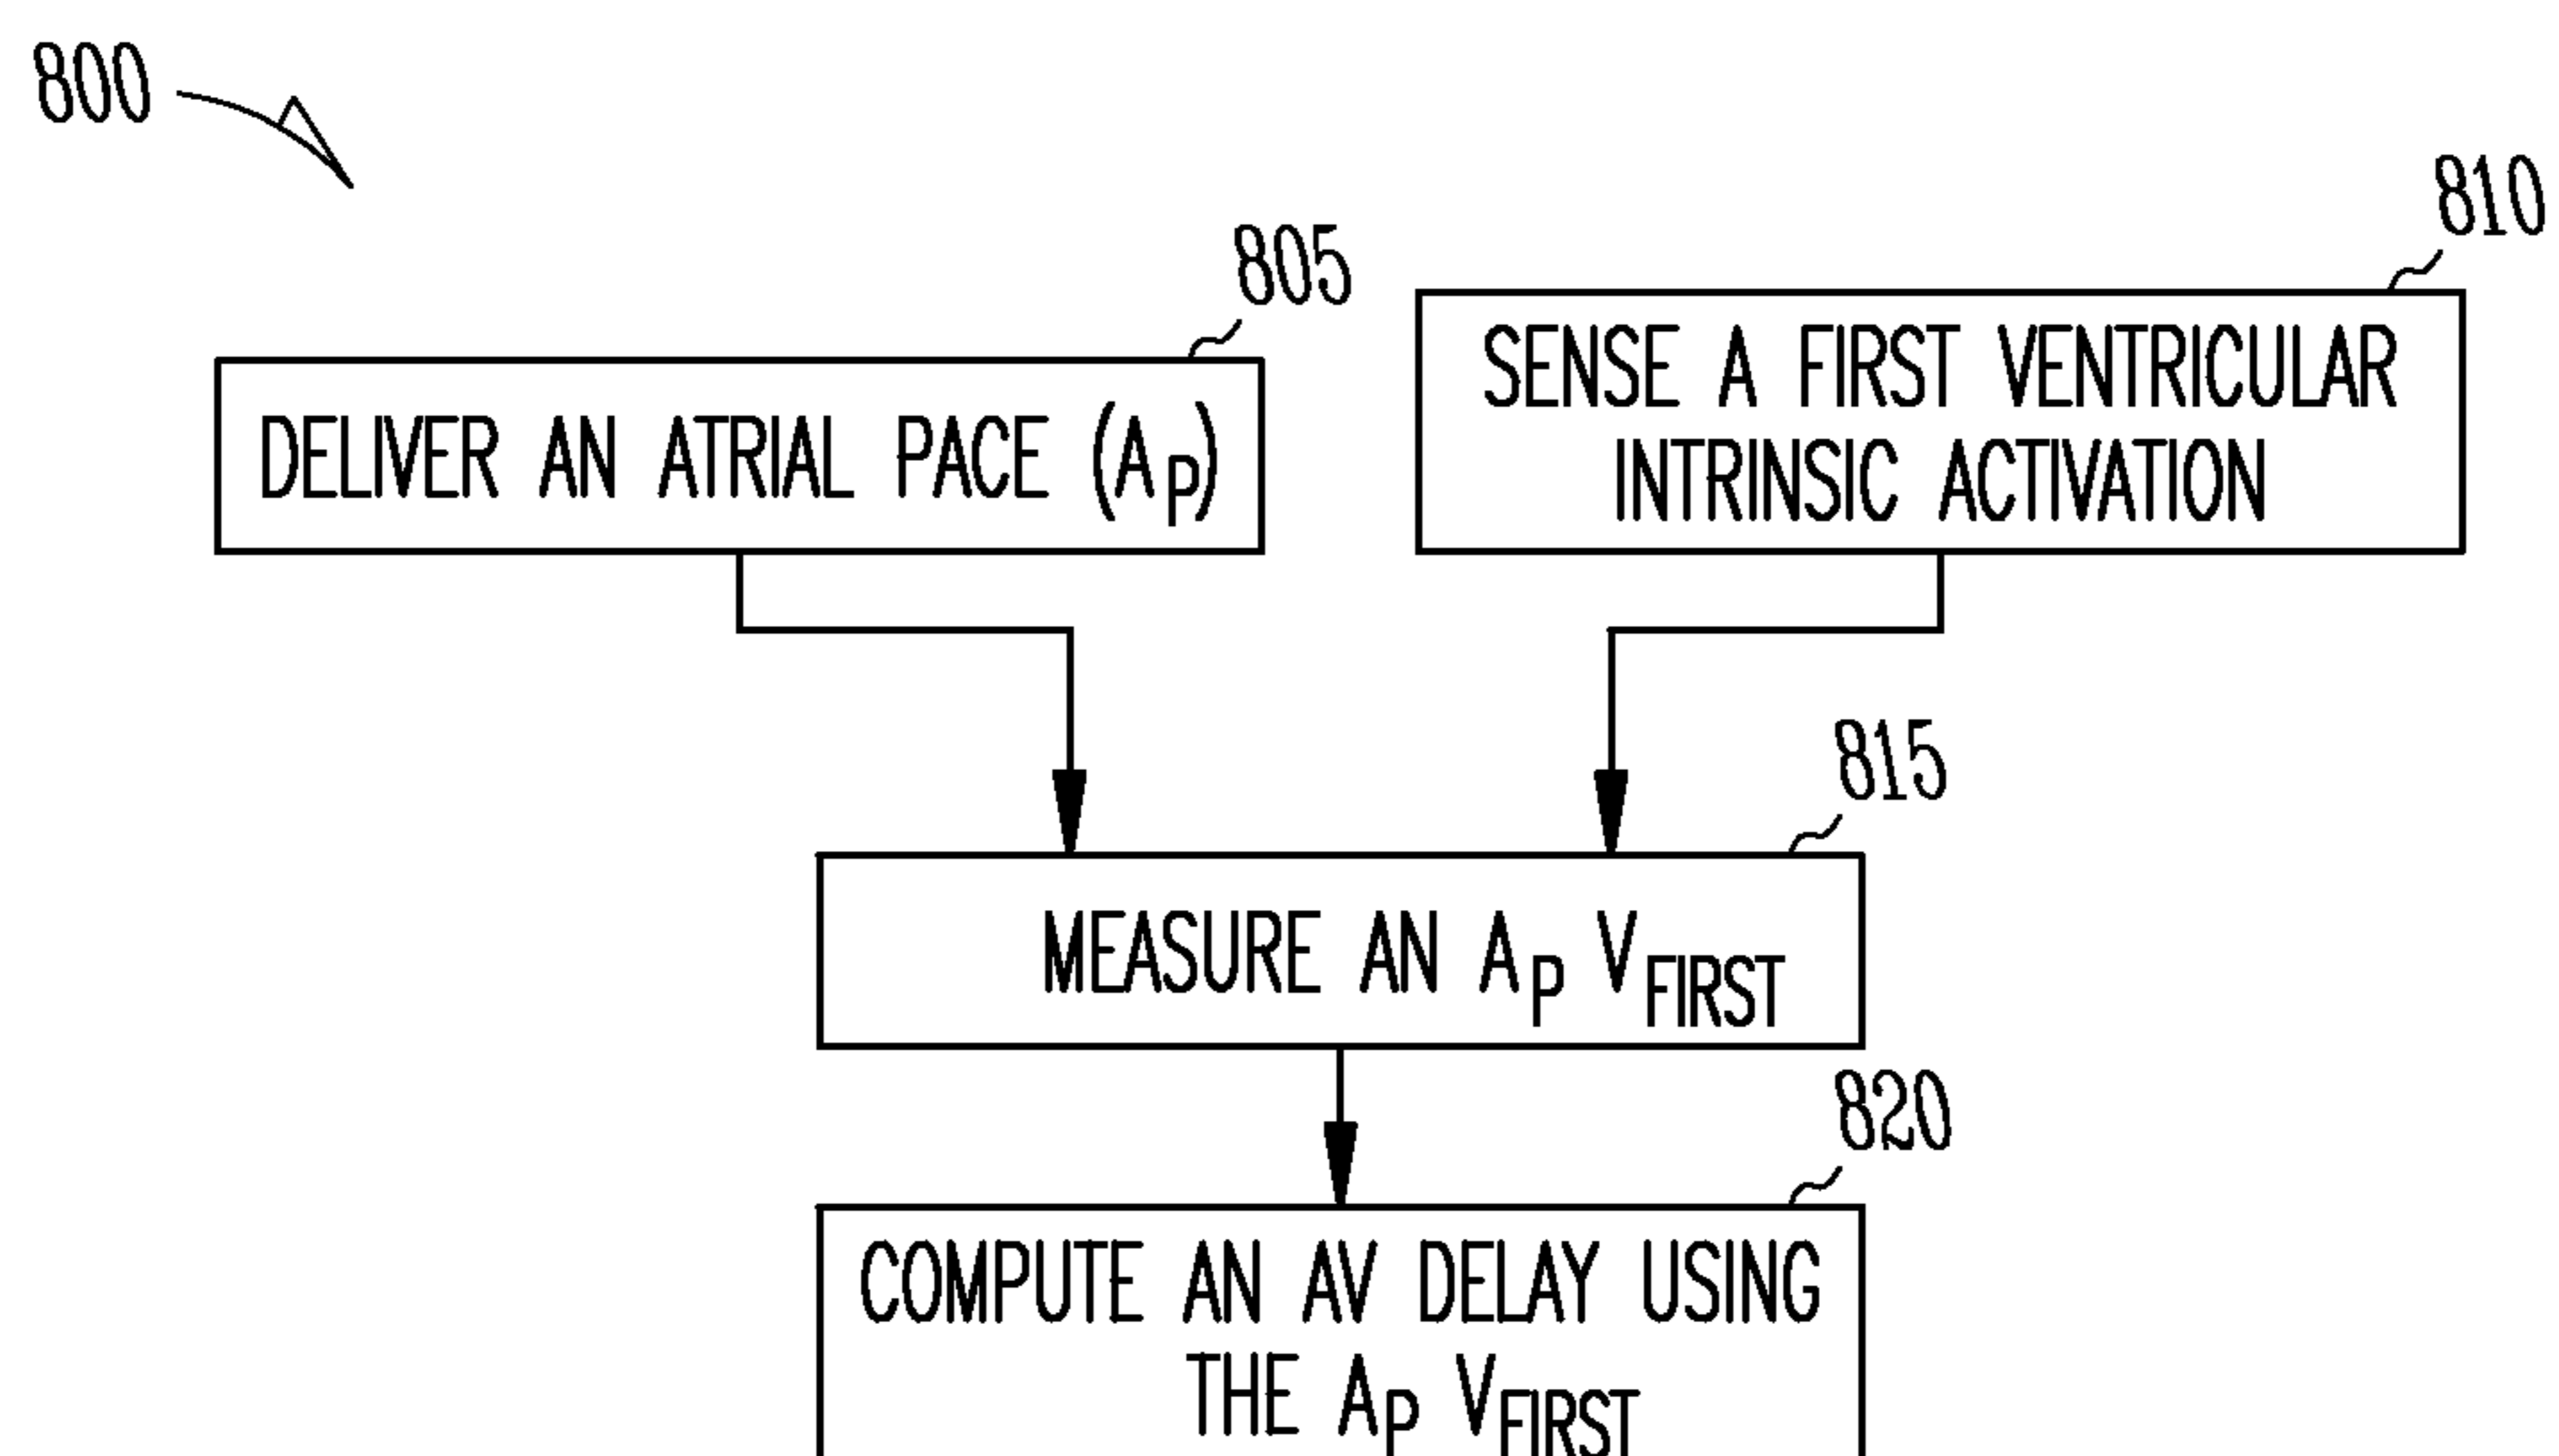 800
805
810
DELIVER AN ATRIAL PACE (AP)
SENSE A FIRST VENTRICULAR
INTRINSIC ACTIVATION
815
MEASURE AN AP VFIRST
820
COMPUTE AN AV DELAY USING
THE AP VFIRST